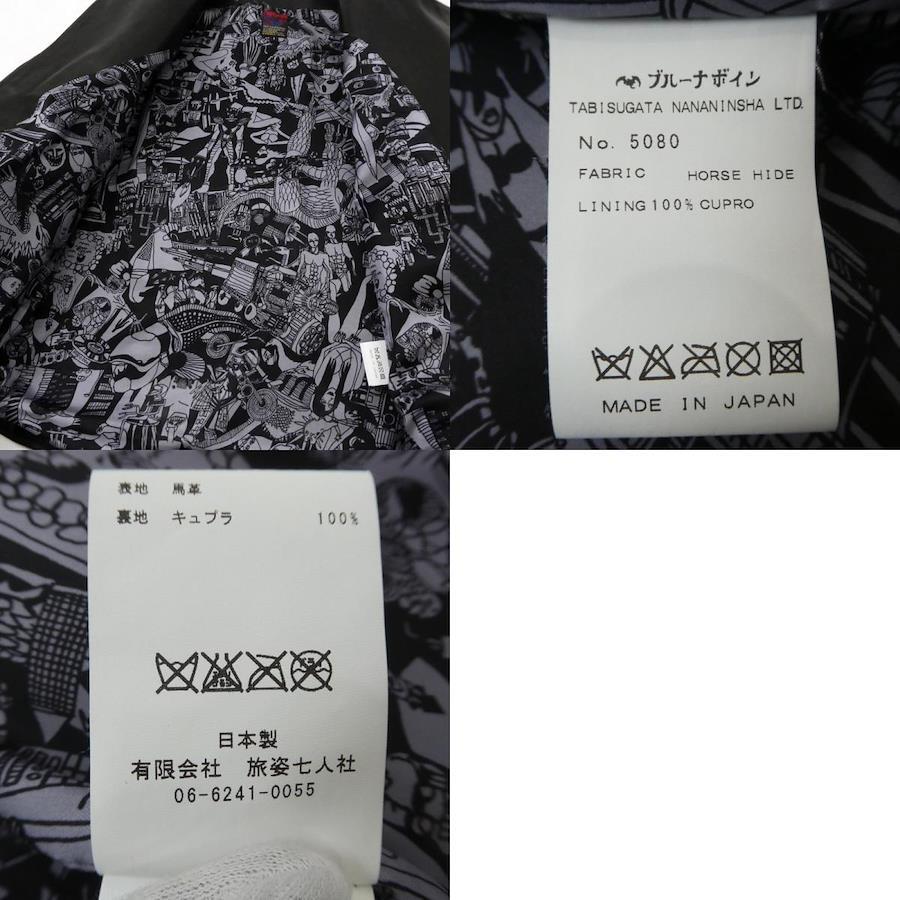 ブルーナボイン
TABISUGATA NANANINSHA LTD.
No. 5080
FABRIC HORSE HIDE
LINING 100% CUPRO
MADE IN JAPAN
表地 馬革
裏地 キュプラ 100%
日本製
有限会社 旅姿七人社
06-6241-0055